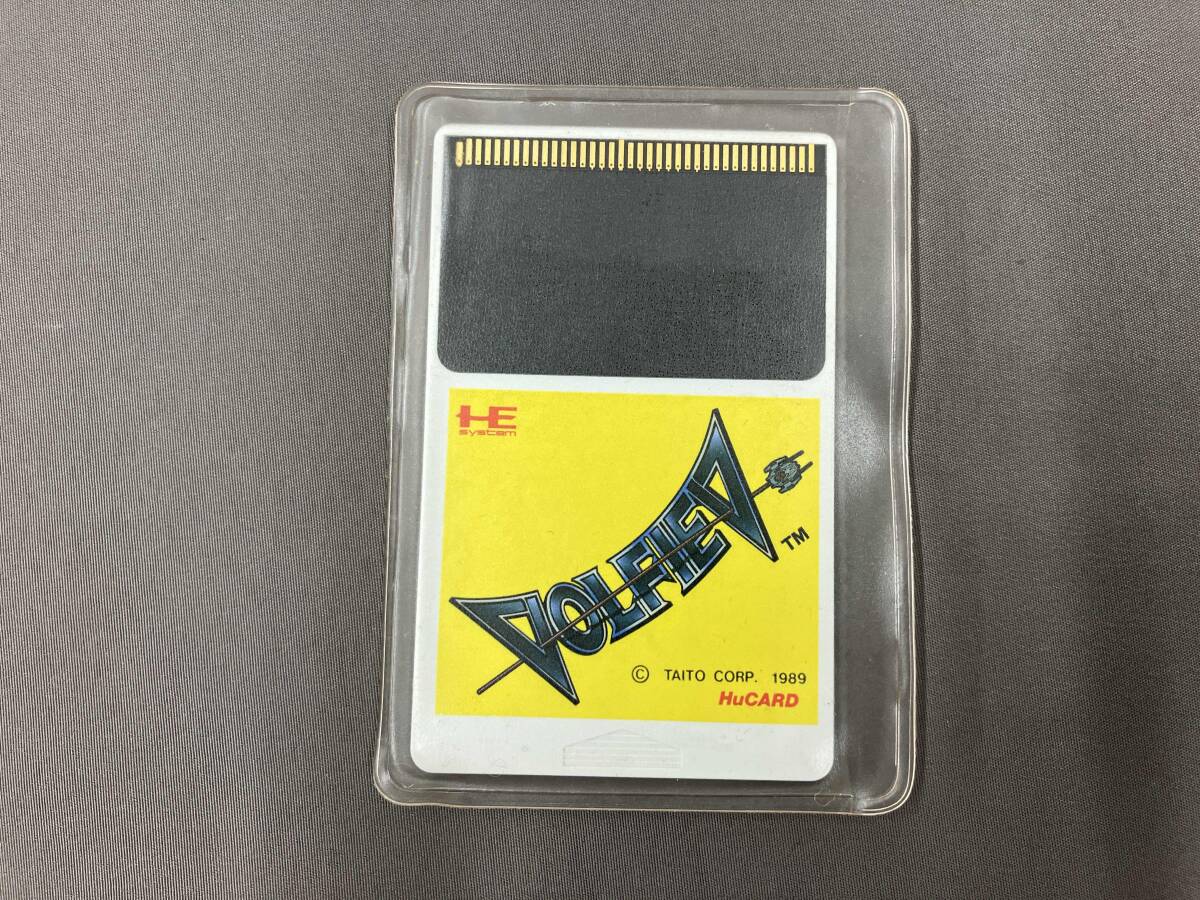 HE
system
VOLFIED
TM
© TAITO CORP. 1989
HuCARD